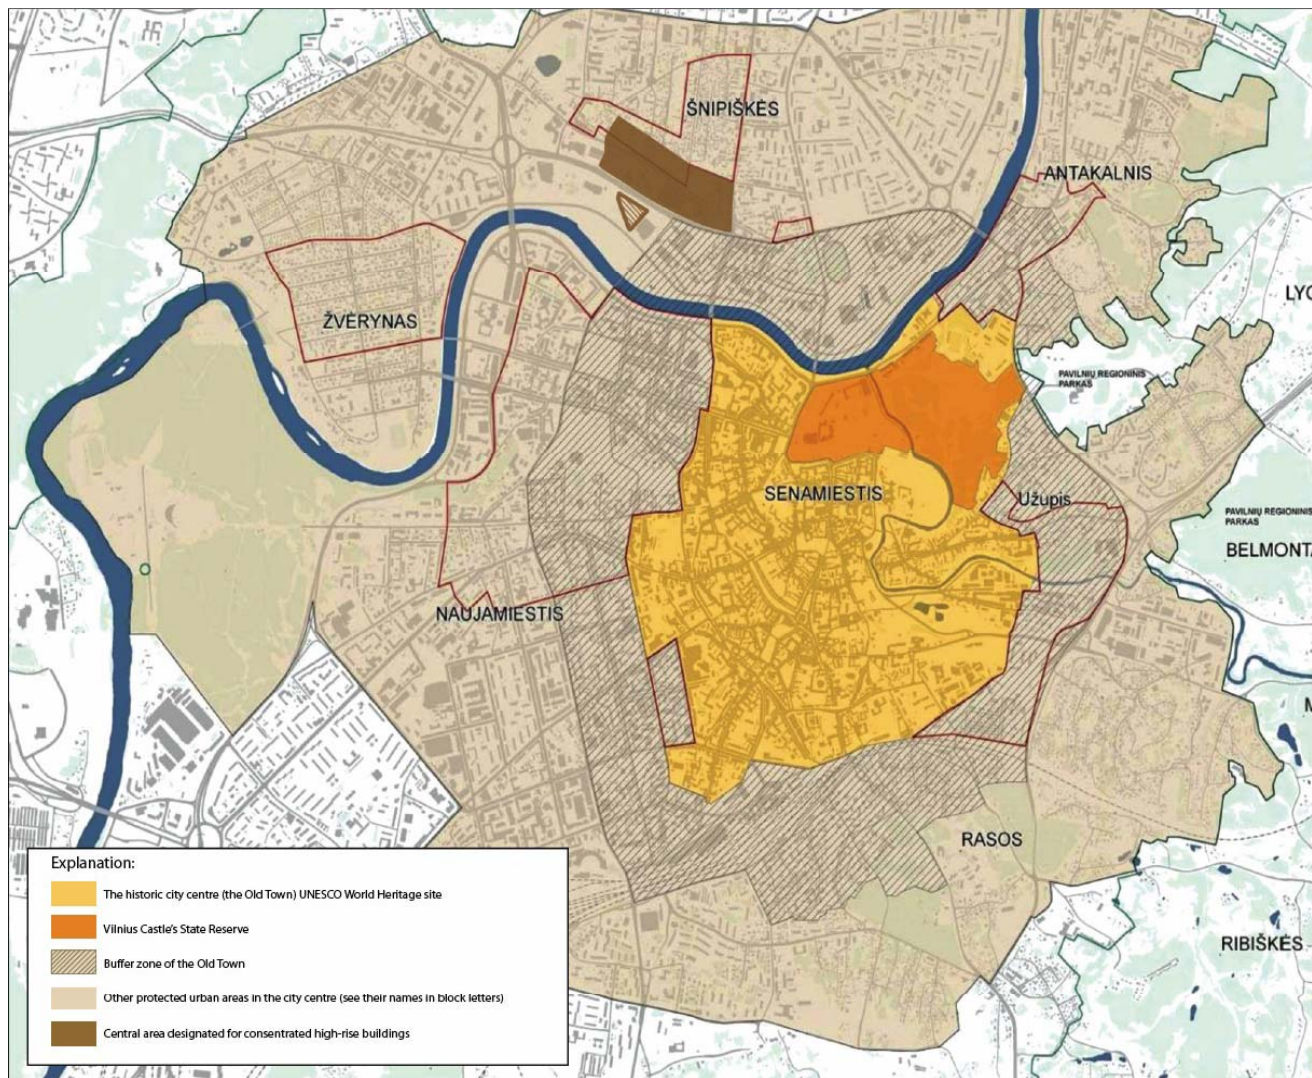 ŠNIPIŠKĖS
ANTAKALNIS
LYG
ŽVĖRYNAS
PAVILNIŲ REGIONINIS
PARKAS
SENAMIESTIS
Užupis
PAVILNIŲ REGIONINIS
PARKAS
BELMONTA
NAUJAMIESTIS
RASOS
RIBIŠKĖS
Explanation:
The historic city centre (the Old Town) UNESCO World Heritage site
Vilnius Castle's State Reserve
Buffer zone of the Old Town
Other protected urban areas in the city centre (see their names in block letters)
Central area designated for consentrated high-rise buildings